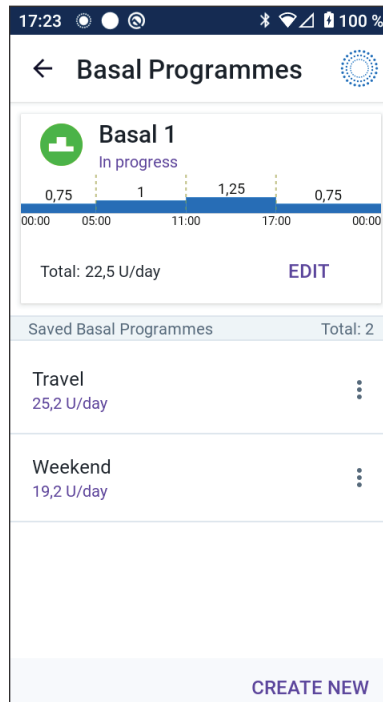 17:23 100 %
Basal Programmes
Basal 1
In progress
0,75 1 1,25 0,75
00:00 05:00 11:00 17:00 00:00
Total: 22,5 U/day EDIT
Saved Basal Programmes Total: 2
Travel
25,2 U/day
Weekend
19,2 U/day
CREATE NEW